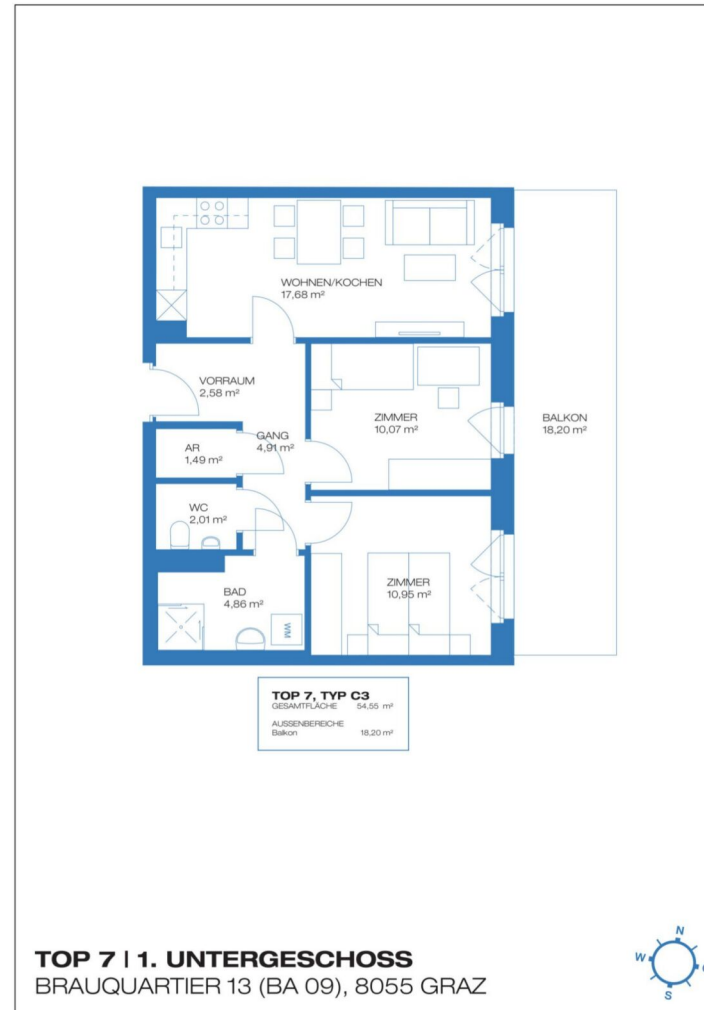 WOHNEN/KOCHEN
17,68 m²
VORRAUM
2,58 m²
ZIMMER
10,07 m²
BALKON
18,20 m²
GANG
4,91 m²
AR
1,49 m²
WC
2,01 m²
ZIMMER
10,95 m²
BAD
4,86 m²
WM
TOP 7, TYP C3
GESAMTFLÄCHE 54,55 m²
AUSSENBEREICHE
Balkon 18,20 m²
TOP 7 | 1. UNTERGESCHOSS
BRAUQUARTIER 13 (BA 09), 8055 GRAZ
N
W
S